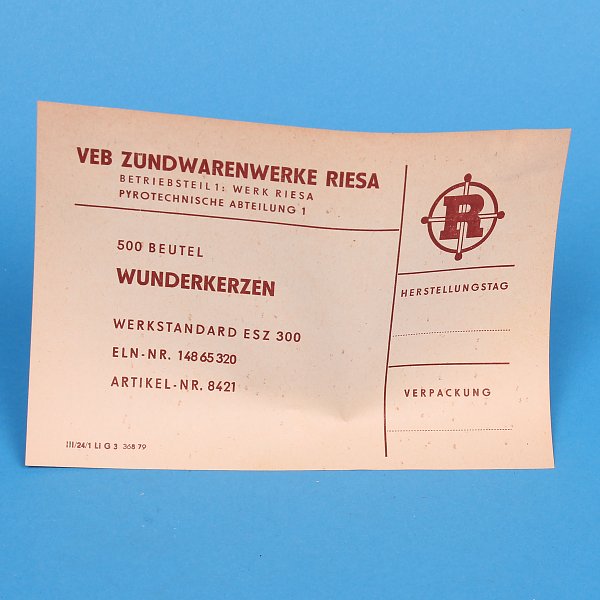 VEB ZÜNDWARENWERKE RIESA
BETRIEBSTEIL 1: WERK RIESA
PYROTECHNISCHE ABTEILUNG 1
500 BEUTEL
WUNDERKERZEN
WERKSTANDARD ESZ 300
ELN-NR. 148 65 320
ARTIKEL-NR. 8421
III/24/1 Li G 3 368 79
R
HERSTELLUNGSTAG
VERPACKUNG